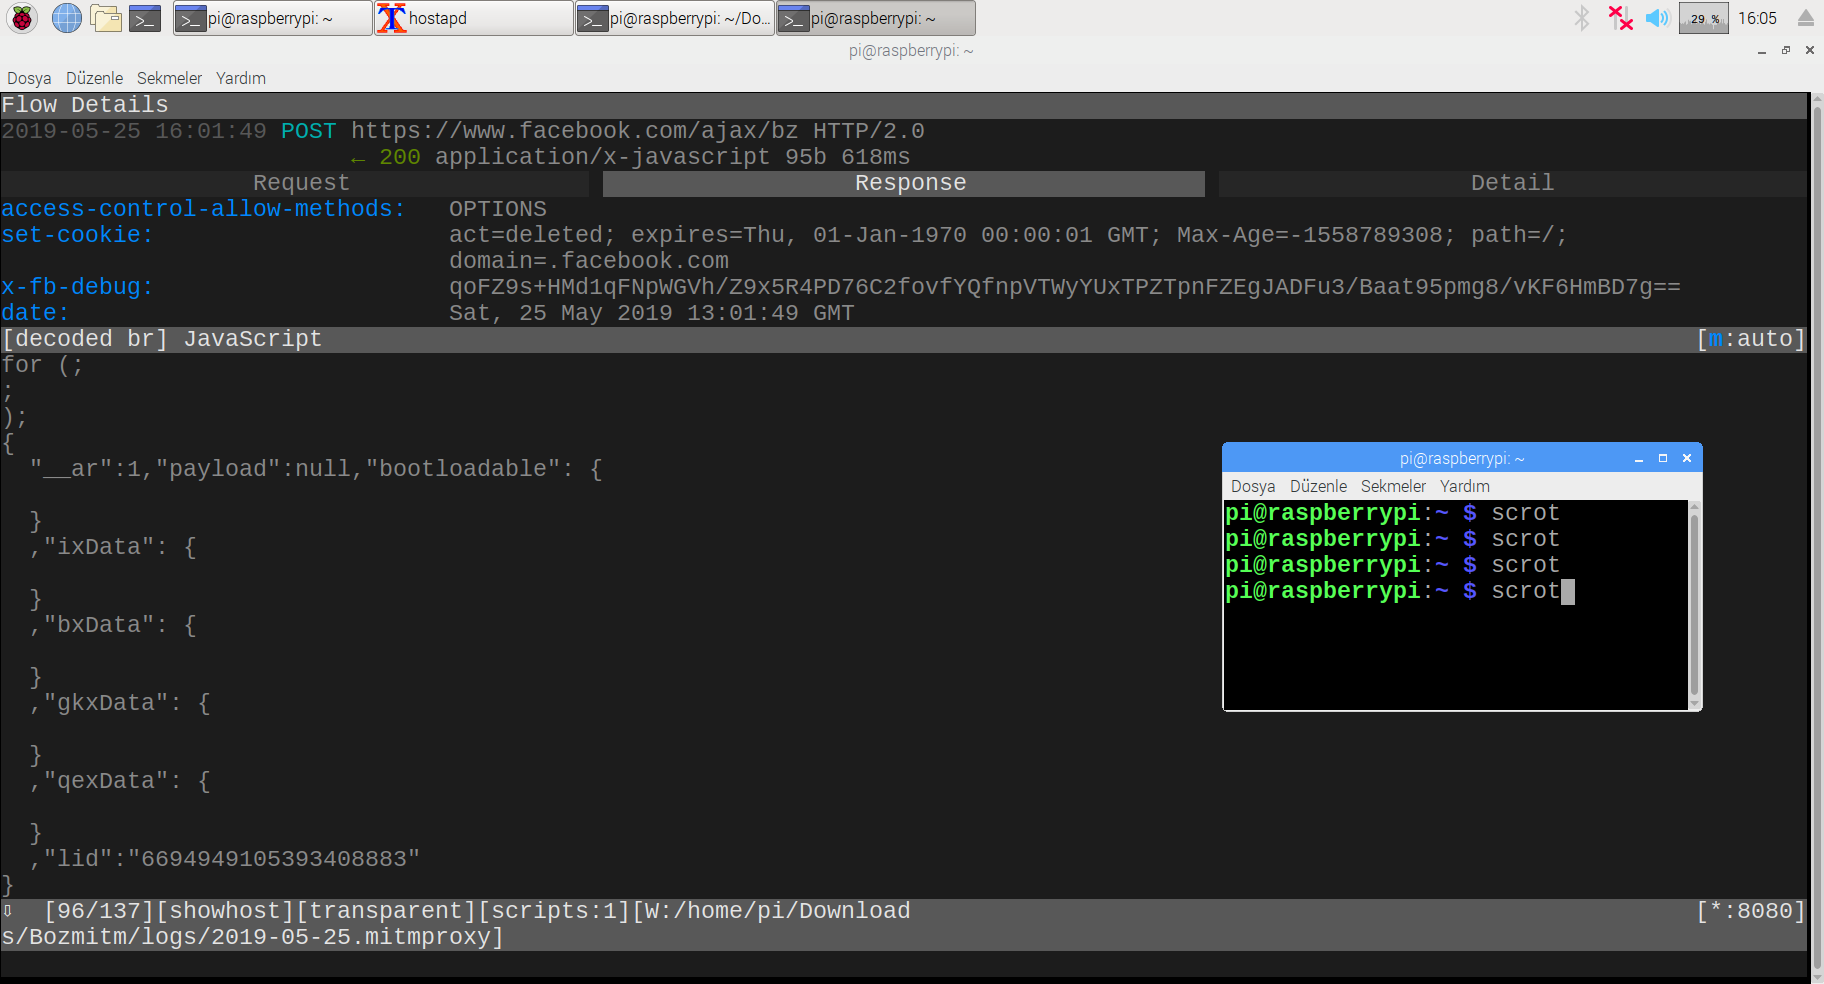 pi@raspberrypi: ~
hostapd
pi@raspberrypi: ~/Do...
pi@raspberrypi: ~
29 %
16:05
pi@raspberrypi: ~
Dosya Düzenle Sekmeler Yardım
Flow Details
2019-05-25 16:01:49 POST https://www.facebook.com/ajax/bz HTTP/2.0
← 200 application/x-javascript 95b 618ms
Request Response Detail
access-control-allow-methods: OPTIONS
set-cookie: act=deleted; expires=Thu, 01-Jan-1970 00:00:01 GMT; Max-Age=-1558789308; path=/;
domain=.facebook.com
x-fb-debug: qoFZ9s+HMd1qFNpWGVh/Z9x5R4PD76C2fovfYQfnpVTWyYUxTPZTpnFZEgJADFu3/Baat95pmg8/vKF6HmBD7g==
date: Sat, 25 May 2019 13:01:49 GMT
[decoded br] JavaScript [m:auto]
for (;
;
);
{
"__ar":1,"payload":null,"bootloadable": {
}
,"ixData": {
}
,"bxData": {
}
,"gkxData": {
}
,"qexData": {
}
,"lid":"6694949105393408883"
}
⇩ [96/137][showhost][transparent][scripts:1][W:/home/pi/Download [*:8080]
s/Bozmitm/logs/2019-05-25.mitmproxy]
pi@raspberrypi: ~
Dosya Düzenle Sekmeler Yardım
pi@raspberrypi:~ $ scrot
pi@raspberrypi:~ $ scrot
pi@raspberrypi:~ $ scrot
pi@raspberrypi:~ $ scrot